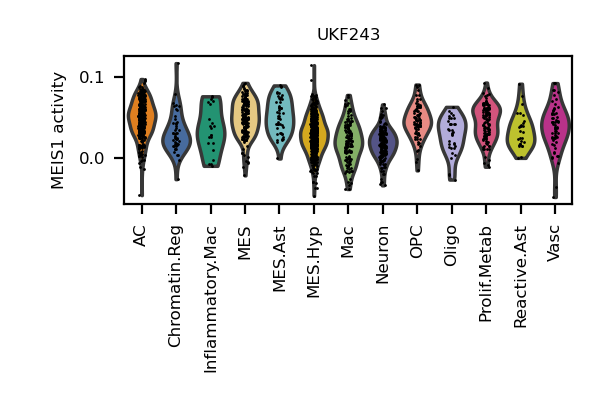 UKF243
MEIS1 activity
0.1
0.0
AC
Chromatin.Reg
Inflammatory.Mac
MES
MES.Ast
MES.Hyp
Mac
Neuron
OPC
Oligo
Prolif.Metab
Reactive.Ast
Vasc